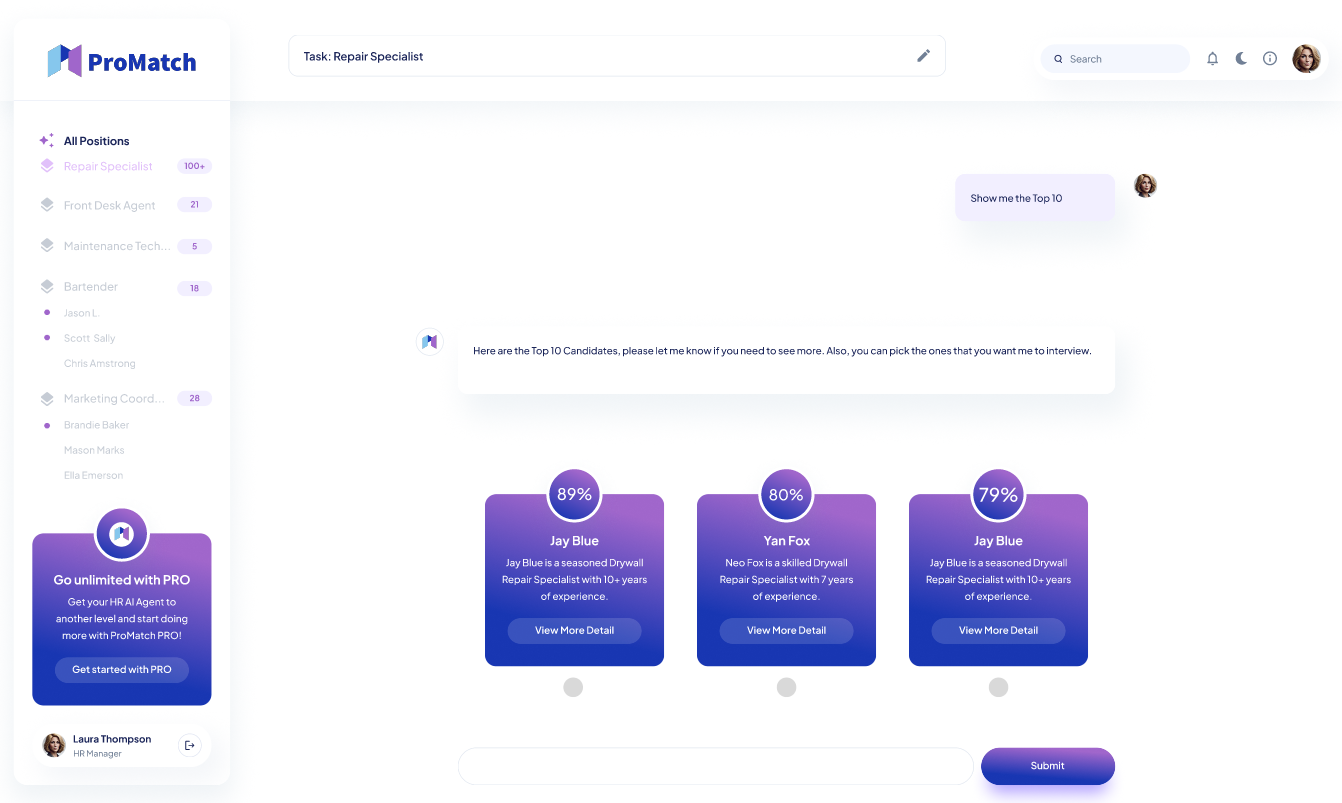 ProMatch
Task: Repair Specialist
Search
All Positions
Repair Specialist 100+
Front Desk Agent 21
Maintenance Tech... 5
Bartender 18
Jason L.
Scott Sally
Chris Amstrong
Marketing Coord... 28
Brandie Baker
Mason Marks
Ella Emerson
Go unlimited with PRO
Get your HR AI Agent to
another level and start doing
more with ProMatch PRO!
Get started with PRO
Laura Thompson
HR Manager
Show me the Top 10
Here are the Top 10 Candidates, please let me know if you need to see more. Also, you can pick the ones that you want me to interview.
89%
Jay Blue
Jay Blue is a seasoned Drywall
Repair Specialist with 10+ years
of experience.
View More Detail
80%
Yan Fox
Neo Fox is a skilled Drywall
Repair Specialist with 7 years
of experience.
View More Detail
79%
Jay Blue
Jay Blue is a seasoned Drywall
Repair Specialist with 10+ years
of experience.
View More Detail
Submit